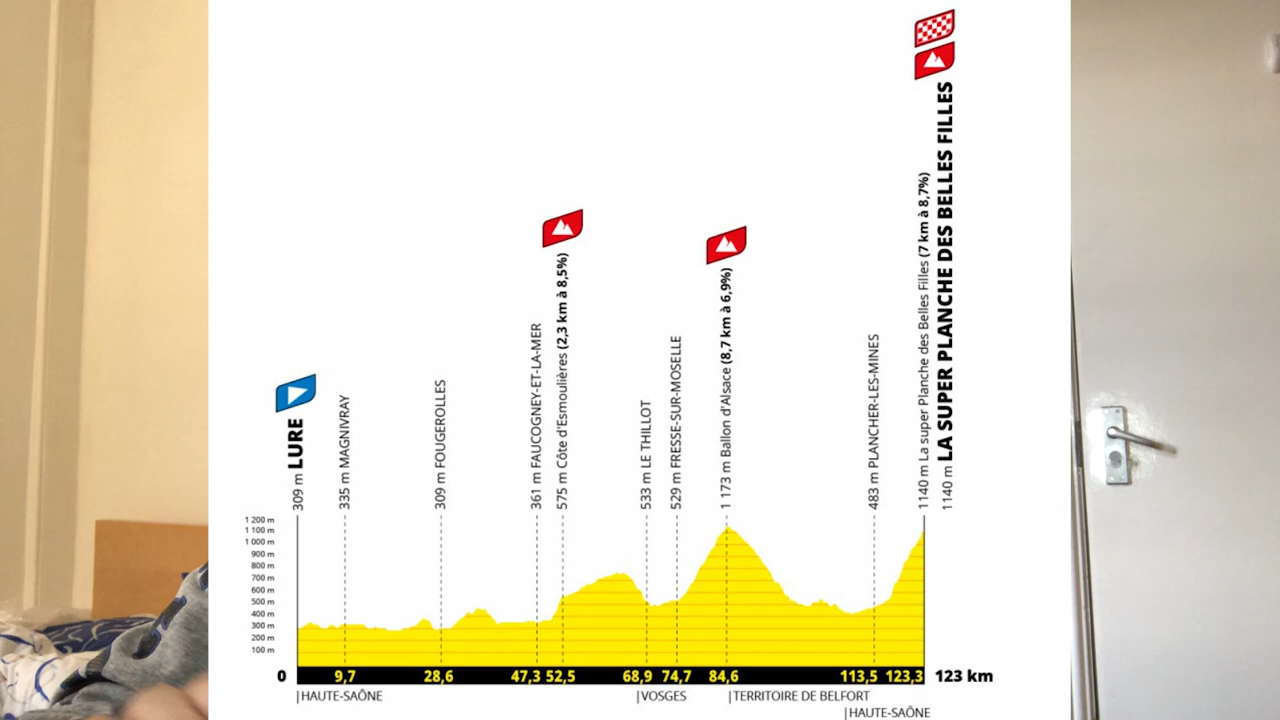 309 m LURE
335 m MAGNIVRAY
309 m FOUGEROLLES
361 m FAUCOGNEY-ET-LA-MER
575 m Côte d'Esmoulières (2,3 km à 8,5%)
533 m LE THILLOT
529 m FRESSE-SUR-MOSELLE
1 173 m Ballon d'Alsace (8,7 km à 6,9%)
483 m PLANCHER-LES-MINES
1140 m La super Planche des Belles Filles (7 km à 8,7%)
1140 m LA SUPER PLANCHE DES BELLES FILLES
1 200 m
1 100 m
1 000 m
900 m
800 m
700 m
600 m
500 m
400 m
300 m
200 m
100 m
0 9,7 28,6 47,3 52,5 68,9 74,7 84,6 113,5 123,3 123 km
|HAUTE-SAÔNE |VOSGES |TERRITOIRE DE BELFORT
|HAUTE-SAÔNE